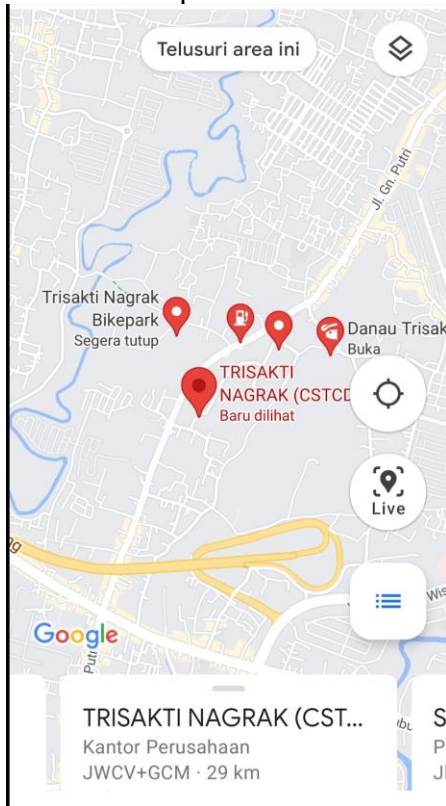 Telusuri area ini
Jl. Gn. Putri
Trisakti Nagrak
Bikepark
Segera tutup
Danau Trisak
Buka
TRISAKTI
NAGRAK (CSTCD
Baru dilihat
Live
Google
TRISAKTI NAGRAK (CST...
Kantor Perusahaan
JWCV+GCM · 29 km